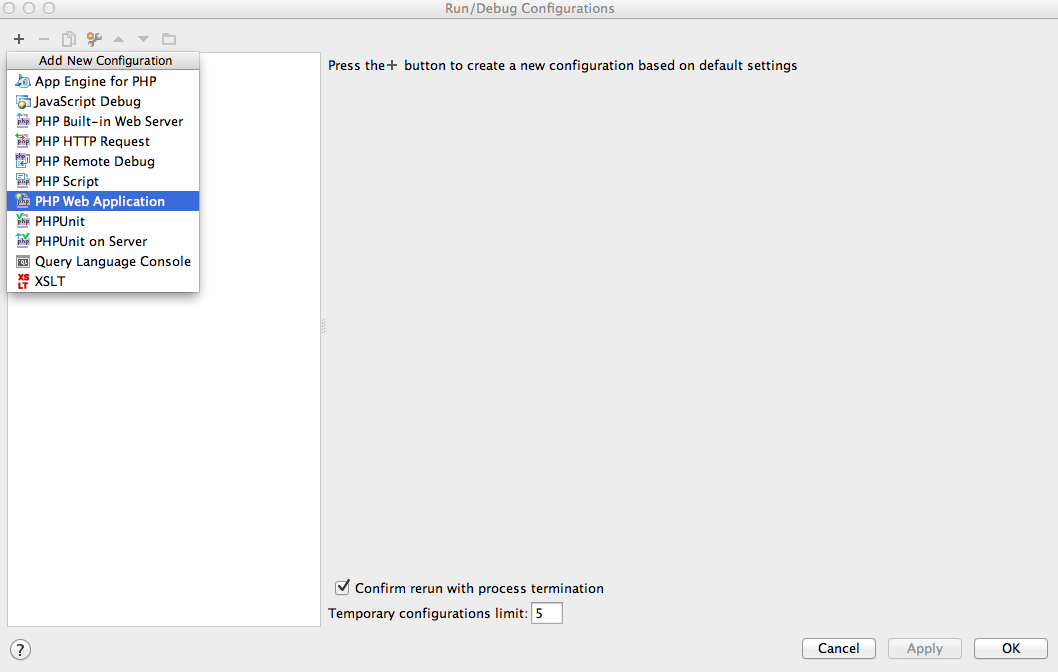 Run/Debug Configurations
Add New Configuration
App Engine for PHP
JavaScript Debug
PHP Built-in Web Server
PHP HTTP Request
PHP Remote Debug
PHP Script
PHP Web Application
PHPUnit
PHPUnit on Server
Query Language Console
XSLT
Press the+ button to create a new configuration based on default settings
Confirm rerun with process termination
Temporary configurations limit: 5
? Cancel Apply OK